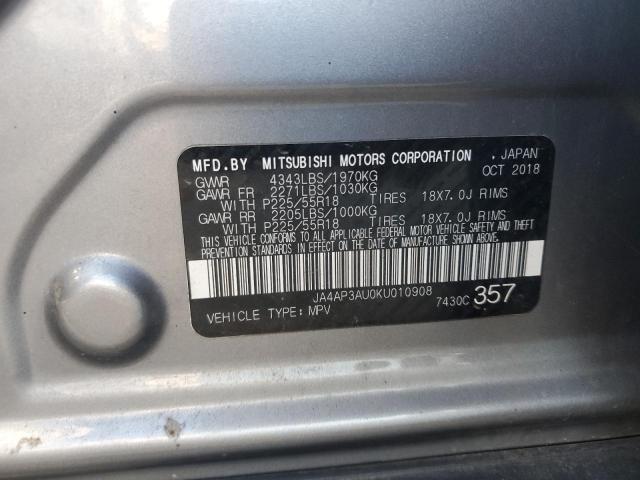 MFD.BY MITSUBISHI MOTORS CORPORATION , JAPAN
GVWR 4343LBS/1970KG OCT 2018
GAWR FR 2271LBS/1030KG
WITH P225/55R18 TIRES 18X7.0J RIMS
GAWR RR 2205LBS/1000KG
WITH P225/55R18 TIRES 18X7.0J RIMS
THIS VEHICLE CONFORMS TO ALL APPLICABLE FEDERAL MOTOR VEHICLE SAFETY AND THEFT
PREVENTION STANDARDS IN EFFECT ON THE DATE OF MANUFACTURE SHOWN ABOVE.
JA4AP3AU0KU010908
VEHICLE TYPE: MPV 7430C 357